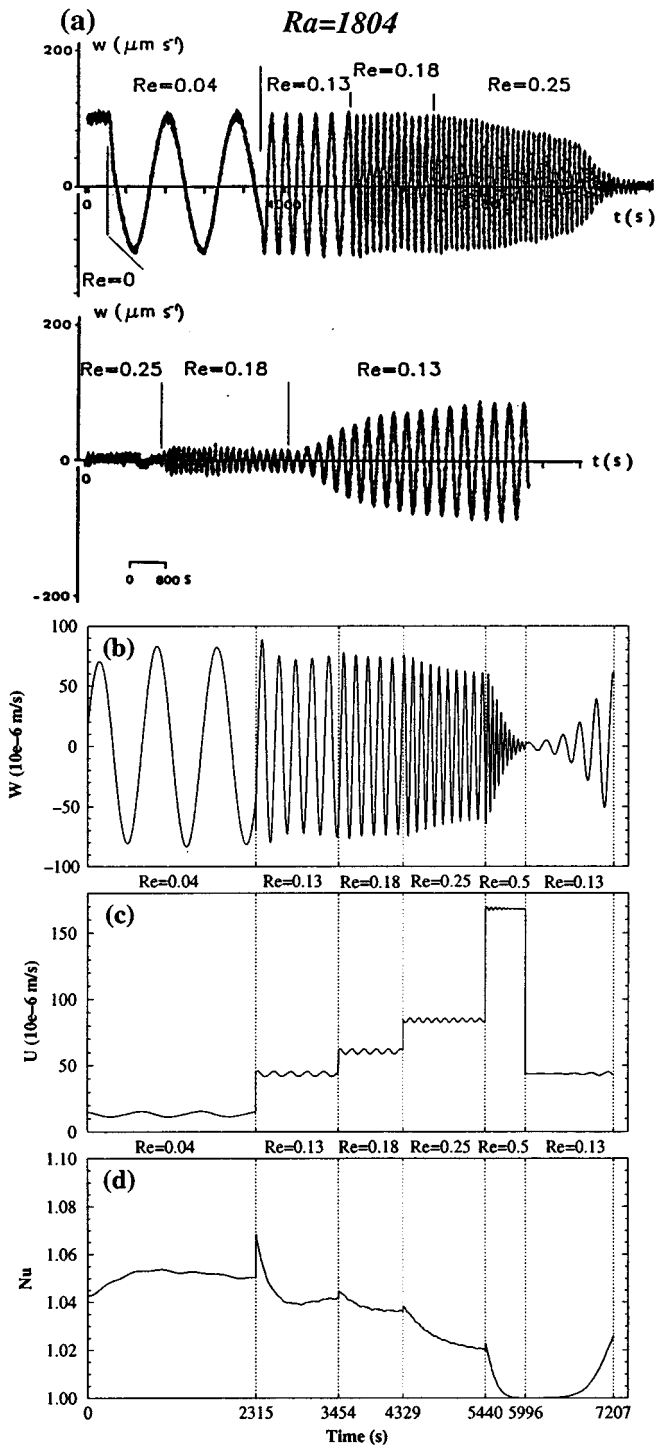 (a) Ra=1804
w (μm s⁻¹)
200
Re=0.04
Re=0.13
Re=0.18
Re=0.25
0
0
t(s)
Re=0
w (μm s⁻¹)
200
Re=0.25
Re=0.18
Re=0.13
0
0
t(s)
0 800 S
-200
(b)
W (10e–6 m/s)
100
50
0
−50
−100
Re=0.04 Re=0.13 Re=0.18 Re=0.25 Re=0.5 Re=0.13
(c)
U (10e–6 m/s)
150
100
50
0
Re=0.04 Re=0.13 Re=0.18 Re=0.25 Re=0.5 Re=0.13
(d)
Nu
1.10
1.08
1.06
1.04
1.02
1.00
0 2315 3454 4329 5440 5996 7207
Time (s)